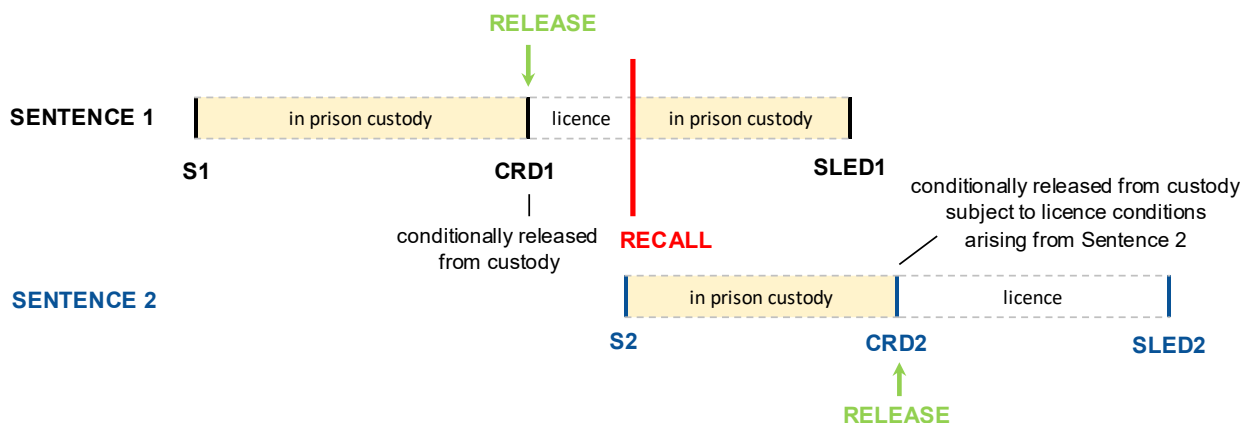 RELEASE
SENTENCE 1
in prison custody
licence
in prison custody
S1
CRD1
SLED1
conditionally released
from custody
RECALL
conditionally released from custody
subject to licence conditions
arising from Sentence 2
SENTENCE 2
in prison custody
licence
S2
CRD2
SLED2
RELEASE